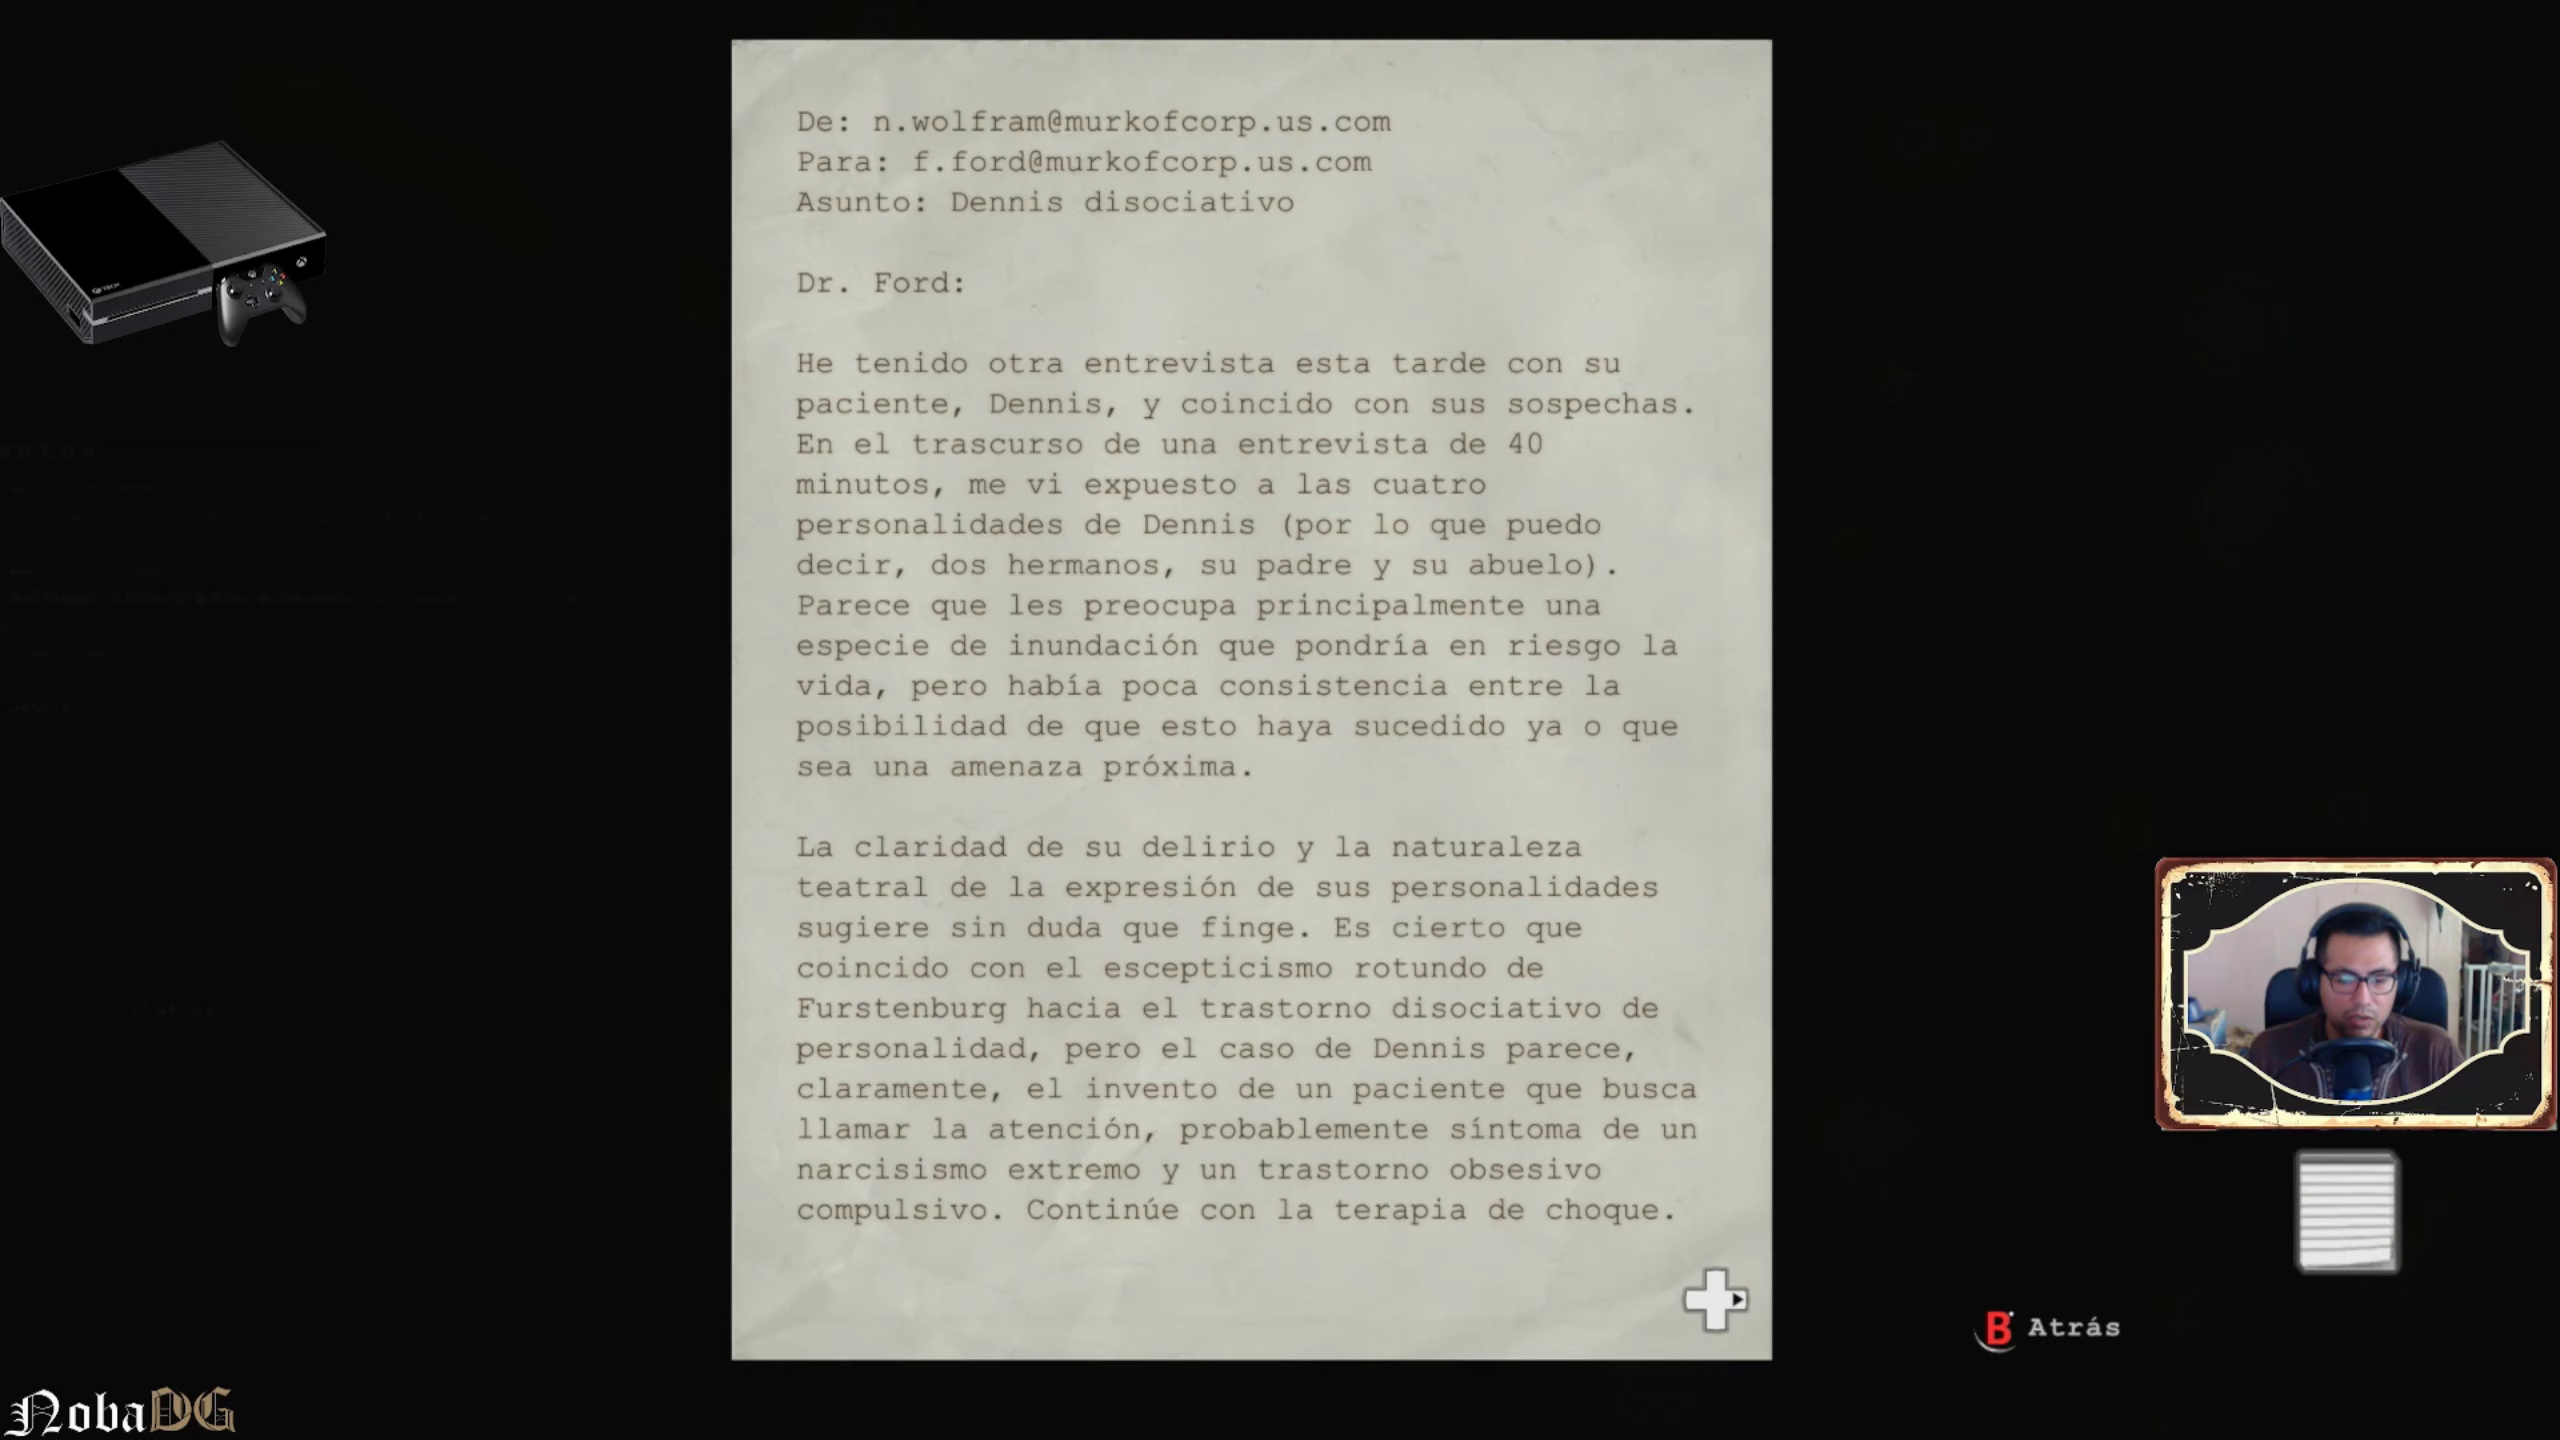 De: n.wolfram@murkofcorp.us.com
Para: f.ford@murkofcorp.us.com
Asunto: Dennis disociativo
Dr. Ford:
He tenido otra entrevista esta tarde con su
paciente, Dennis, y coincido con sus sospechas.
En el trascurso de una entrevista de 40
minutos, me vi expuesto a las cuatro
personalidades de Dennis (por lo que puedo
decir, dos hermanos, su padre y su abuelo).
Parece que les preocupa principalmente una
especie de inundación que pondría en riesgo la
vida, pero había poca consistencia entre la
posibilidad de que esto haya sucedido ya o que
sea una amenaza próxima.
La claridad de su delirio y la naturaleza
teatral de la expresión de sus personalidades
sugiere sin duda que finge. Es cierto que
coincido con el escepticismo rotundo de
Furstenburg hacia el trastorno disociativo de
personalidad, pero el caso de Dennis parece,
claramente, el invento de un paciente que busca
llamar la atención, probablemente síntoma de un
narcisismo extremo y un trastorno obsesivo
compulsivo. Continúe con la terapia de choque.
B Atrás
NobaDG